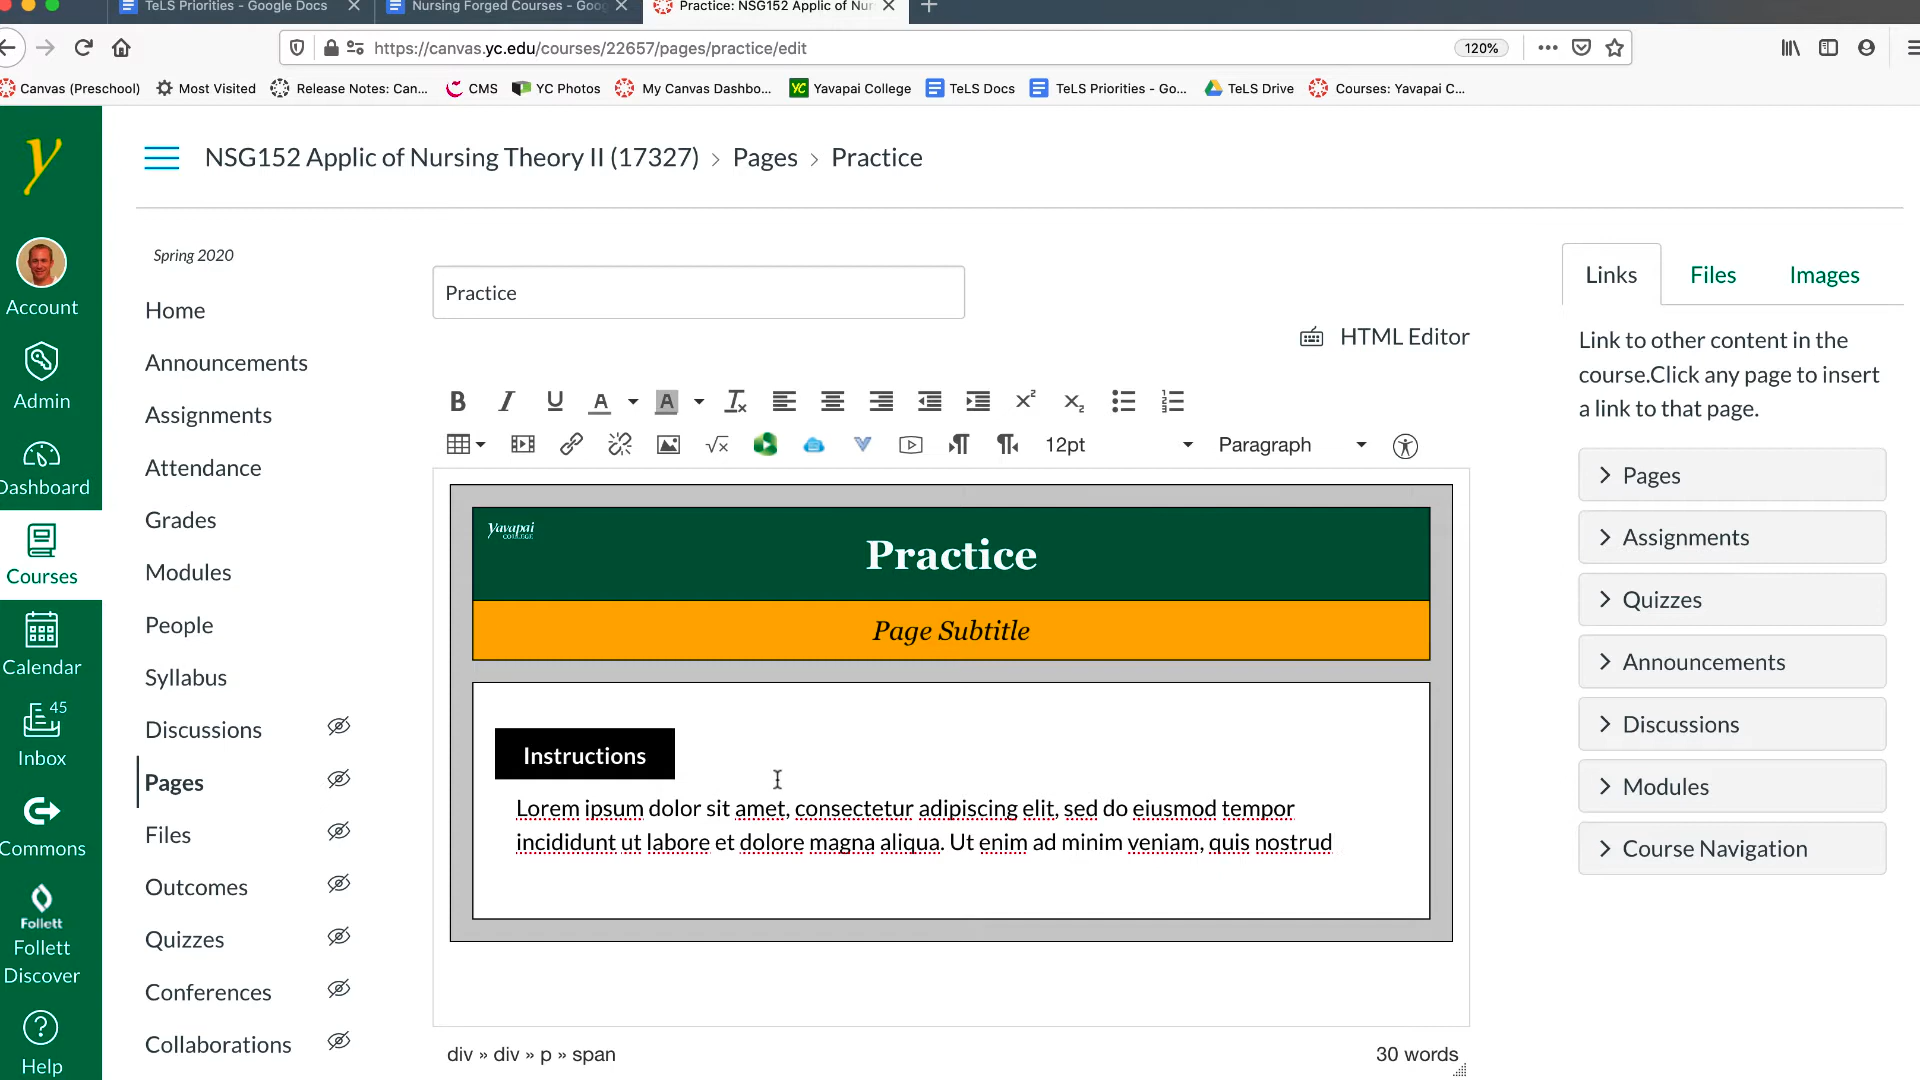 TeLS Priorities - Google Docs
Nursing Forged Courses - Goo
Practice: NSG152 Applic of Nur
https://canvas.yc.edu/courses/22657/pages/practice/edit
120%
Canvas (Preschool)
Most Visited
Release Notes: Can...
CMS
YC Photos
My Canvas Dashbo...
YC
Yavapai College
TeLS Docs
TeLS Priorities - Go...
TeLS Drive
Courses: Yavapai C...
y
Account
Admin
Dashboard
Courses
Calendar
45
Inbox
Commons
Follett
Follett
Discover
Help
NSG152 Applic of Nursing Theory II (17327) › Pages › Practice
Spring 2020
Home
Announcements
Assignments
Attendance
Grades
Modules
People
Syllabus
Discussions
Pages
Files
Outcomes
Quizzes
Conferences
Collaborations
Practice
HTML Editor
12pt
Paragraph
Yavapai
COLLEGE
Practice
Page Subtitle
Instructions
Lorem ipsum dolor sit amet, consectetur adipiscing elit, sed do eiusmod tempor
incididunt ut labore et dolore magna aliqua. Ut enim ad minim veniam, quis nostrud
div » div » p » span
30 words
Links
Files
Images
Link to other content in the
course.Click any page to insert
a link to that page.
Pages
Assignments
Quizzes
Announcements
Discussions
Modules
Course Navigation